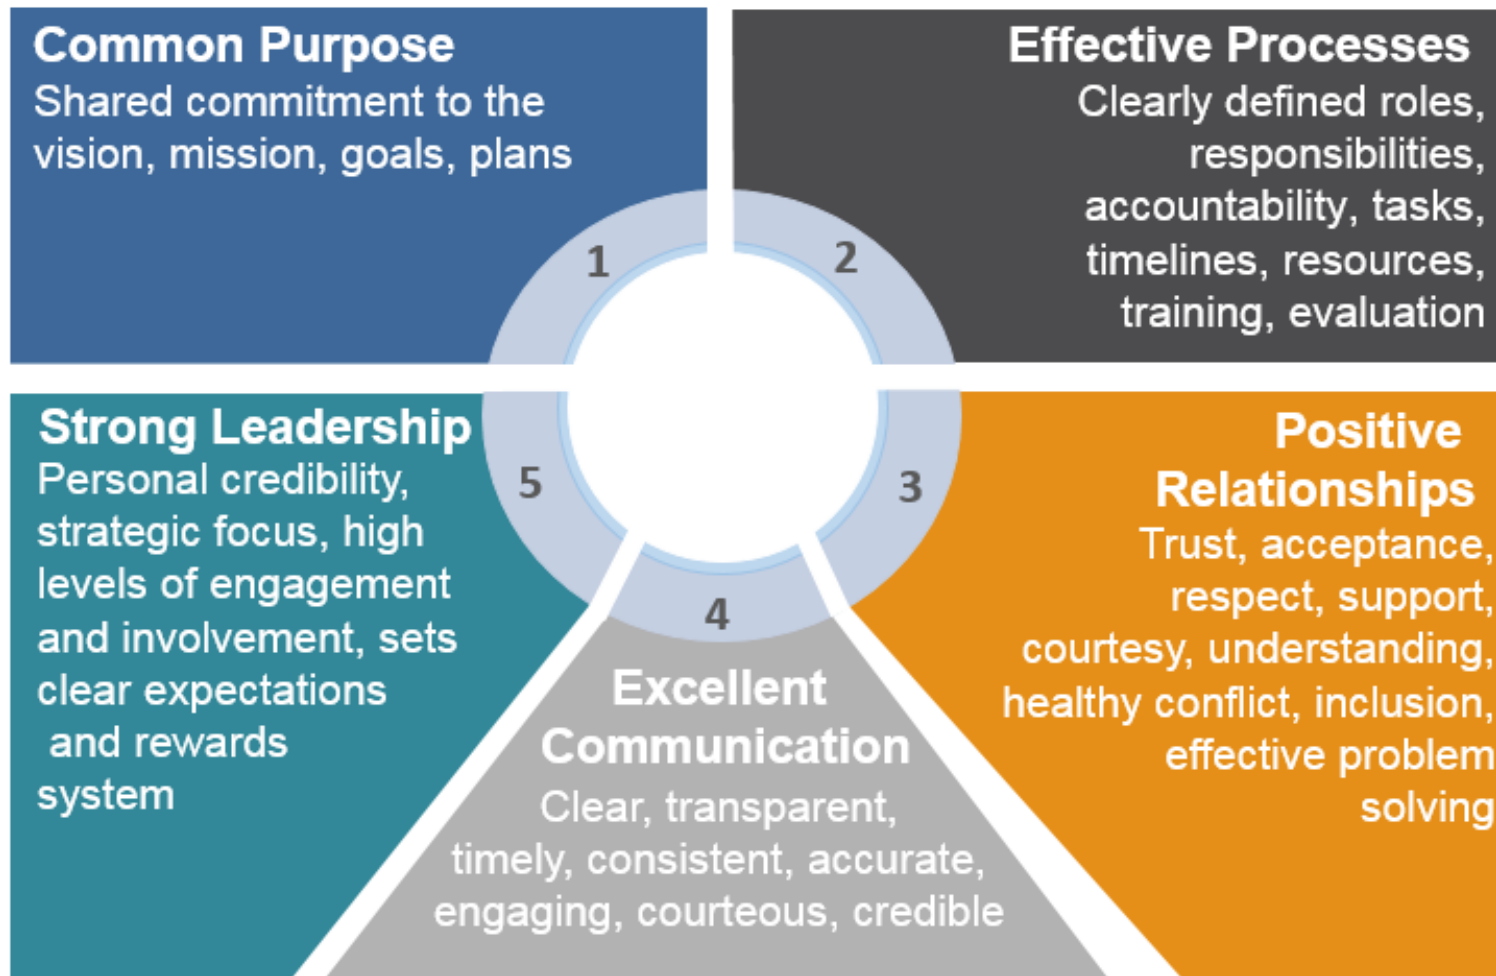 Common Purpose
Shared commitment to the
vision, mission, goals, plans
1
Effective Processes
Clearly defined roles,
responsibilities,
accountability, tasks,
timelines, resources,
training, evaluation
2
Positive
Relationships
Trust, acceptance,
respect, support,
courtesy, understanding,
healthy conflict, inclusion,
effective problem
solving
3
Excellent
Communication
Clear, transparent,
timely, consistent, accurate,
engaging, courteous, credible
4
Strong Leadership
Personal credibility,
strategic focus, high
levels of engagement
and involvement, sets
clear expectations
and rewards
system
5